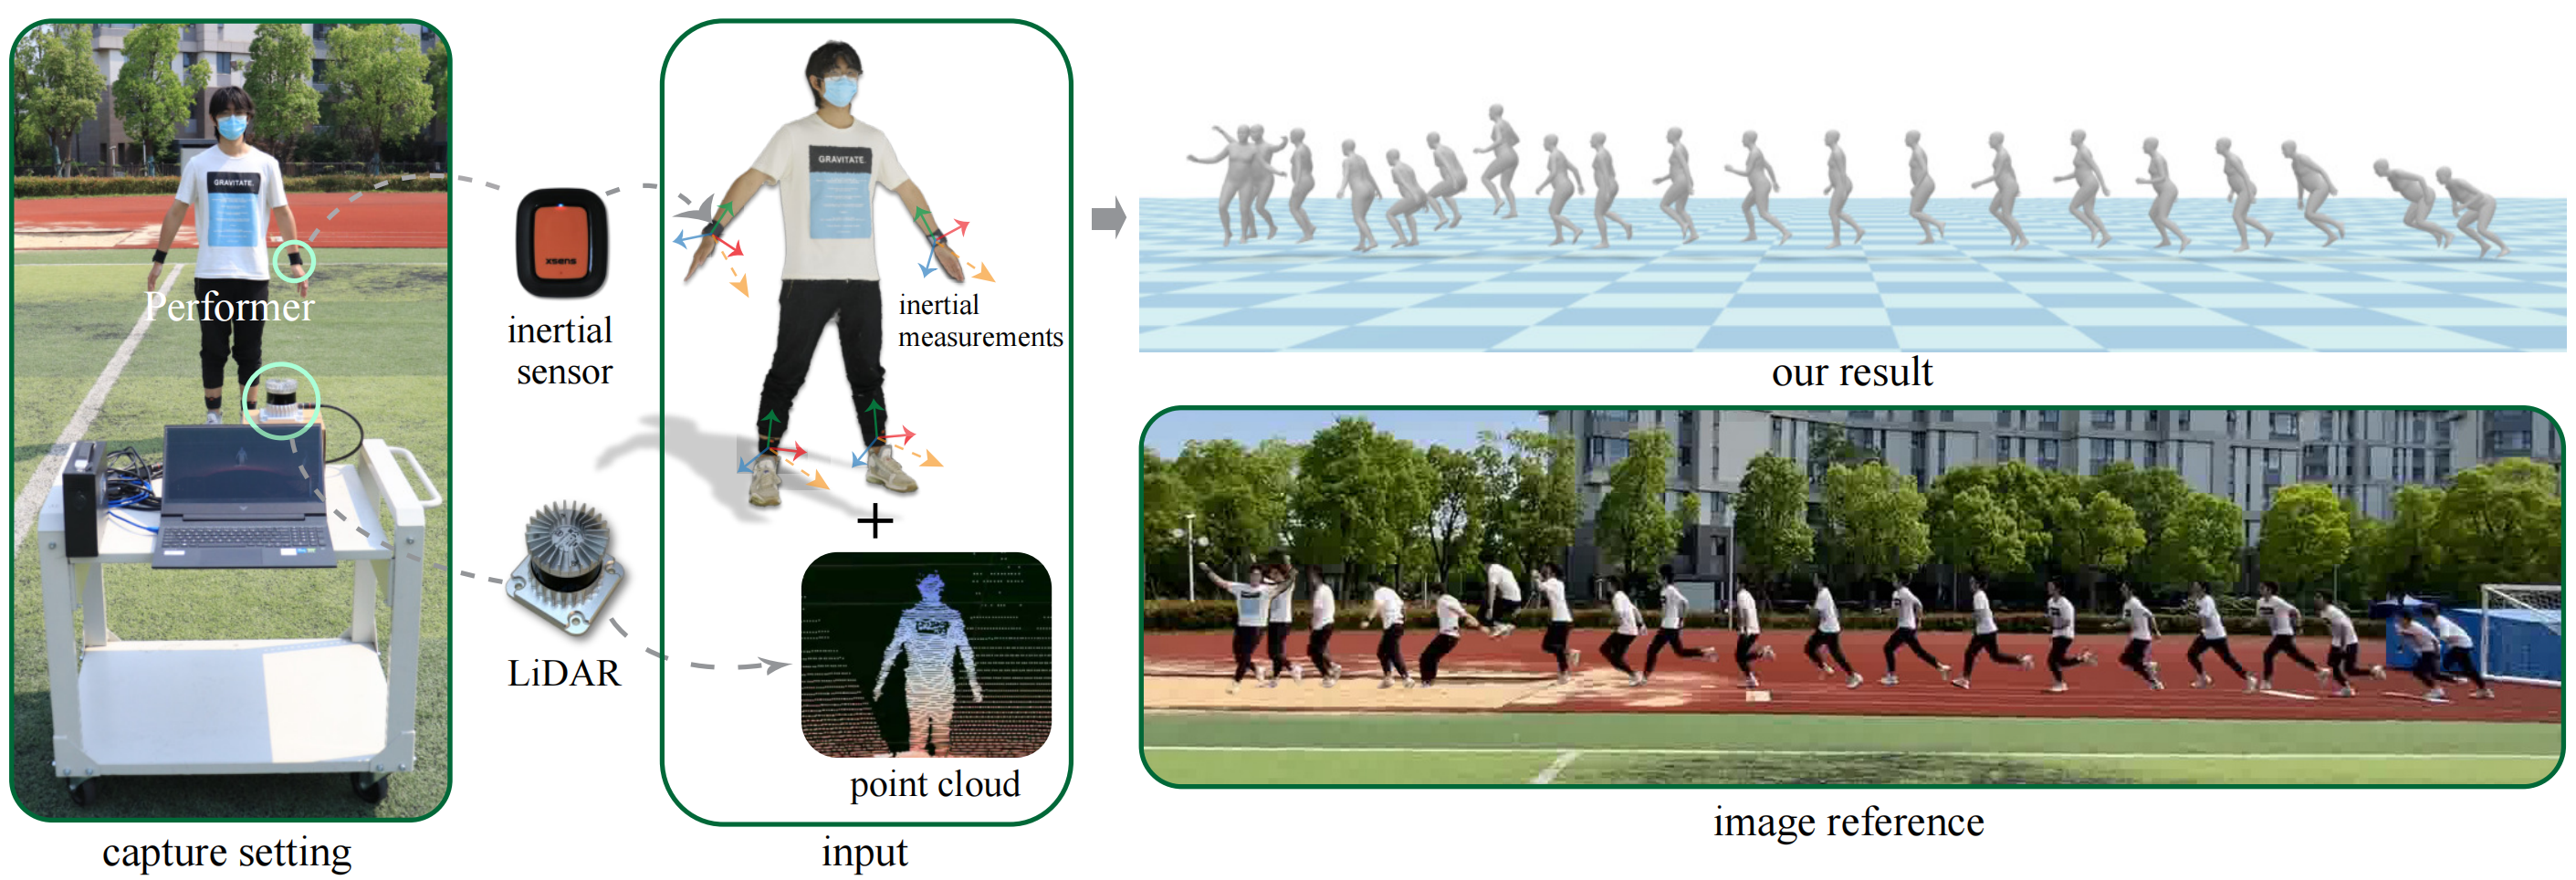 GRAVITATE.
Performer
capture setting
xsens
inertial
sensor
LiDAR
GRAVITATE.
inertial
measurements
+
point cloud
input
our result
image reference